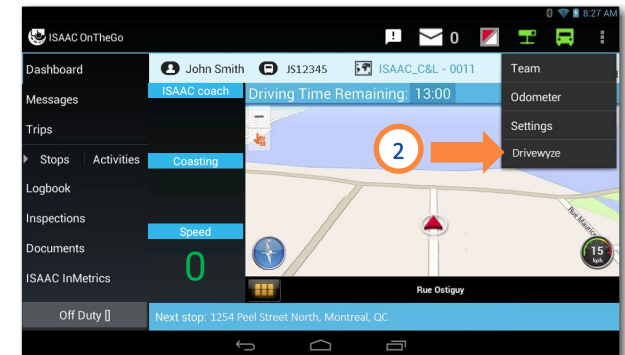 8:27 AM
ISAAC OnTheGo
! 0
Dashboard
Messages
Trips
Stops Activities
Logbook
Inspections
Documents
ISAAC InMetrics
Off Duty []
John Smith JS12345 ISAAC_C&L - 0011
ISAAC coach
Driving Time Remaining: 13:00
Coasting
Speed
0
Team
Odometer
Settings
Drivewyze
2
15
kph
Rue Ostiguy
Next stop: 1254 Peel Street North, Montreal, QC